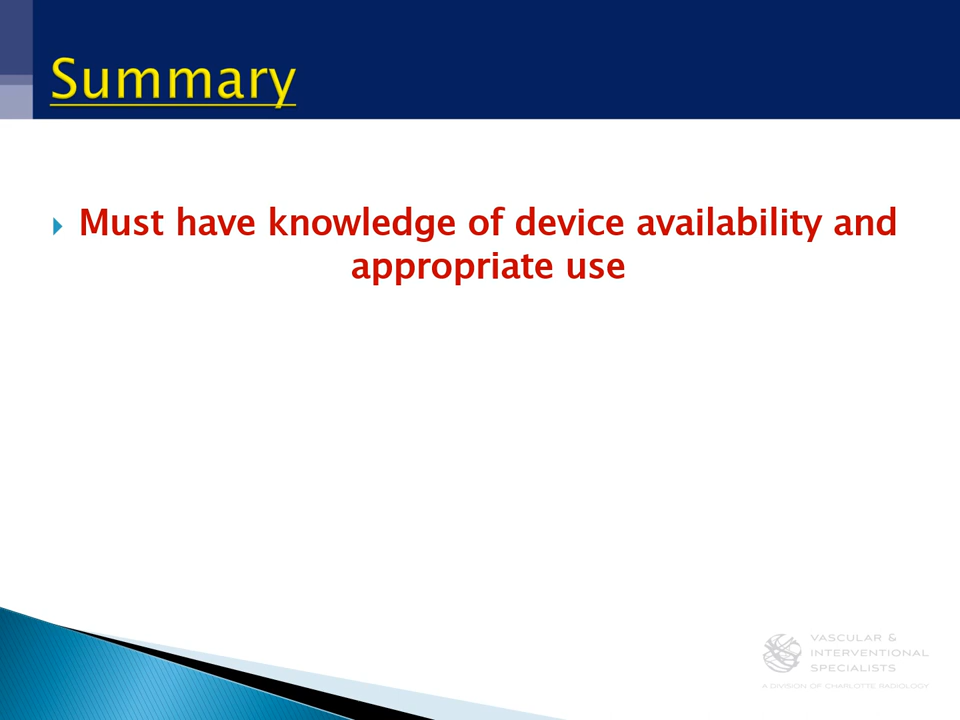 Summary
Must have knowledge of device availability and
appropriate use
VASCULAR &
INTERVENTIONAL
SPECIALISTS
A DIVISION OF CHARLOTTE RADIOLOGY